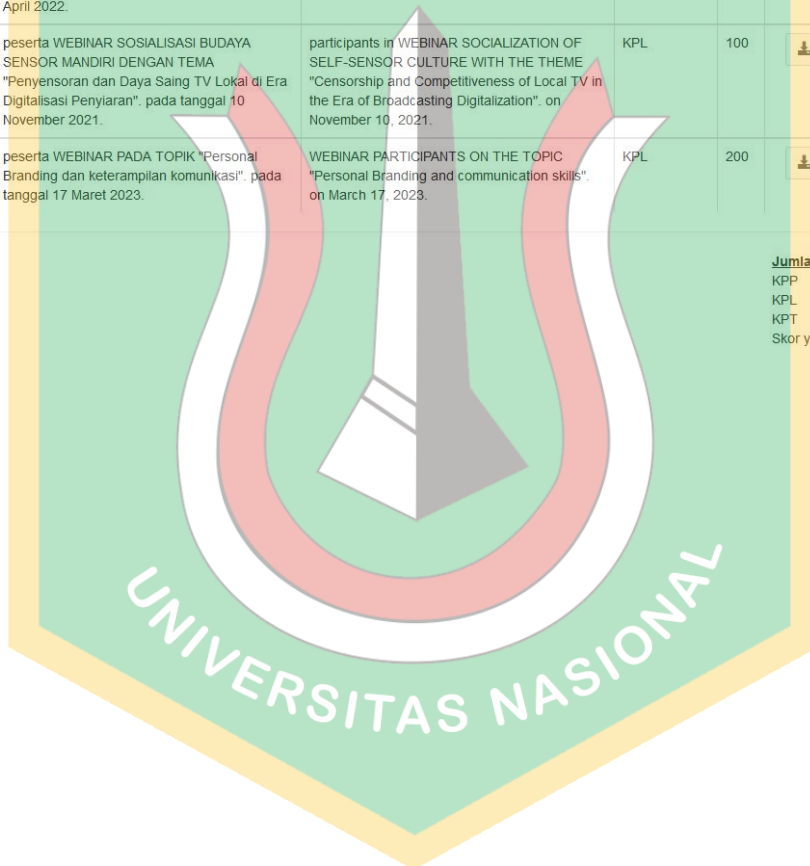 April 2022.
peserta WEBINAR SOSIALISASI BUDAYA
SENSOR MANDIRI DENGAN TEMA
"Penyensoran dan Daya Saing TV Lokal di Era
Digitalisasi Penyiaran". pada tanggal 10
November 2021.
participants in WEBINAR SOCIALIZATION OF
SELF-SENSOR CULTURE WITH THE THEME
"Censorship and Competitiveness of Local TV in
the Era of Broadcasting Digitalization". on
November 10, 2021.
KPL
100
peserta WEBINAR PADA TOPIK "Personal
Branding dan keterampilan komunikasi". pada
tanggal 17 Maret 2023.
WEBINAR PARTICIPANTS ON THE TOPIC
"Personal Branding and communication skills".
on March 17, 2023.
KPL
200
Jumla
KPP
KPL
KPT
Skor y
UNIVERSITAS NASIONAL